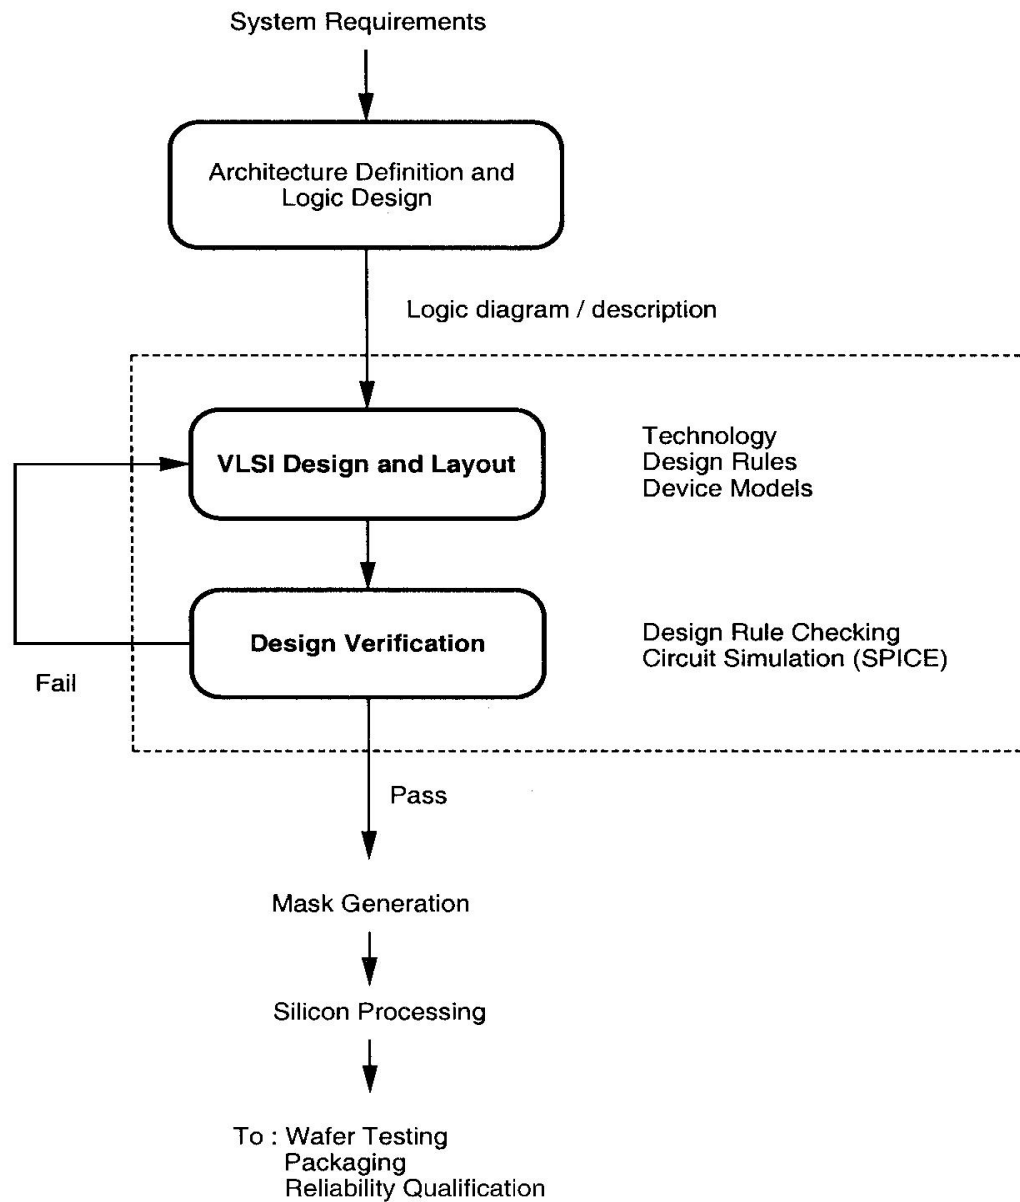 System Requirements
Architecture Definition and
Logic Design
Logic diagram / description
VLSI Design and Layout
Technology
Design Rules
Device Models
Design Verification
Design Rule Checking
Circuit Simulation (SPICE)
Fail
Pass
Mask Generation
Silicon Processing
To : Wafer Testing
Packaging
Reliability Qualification